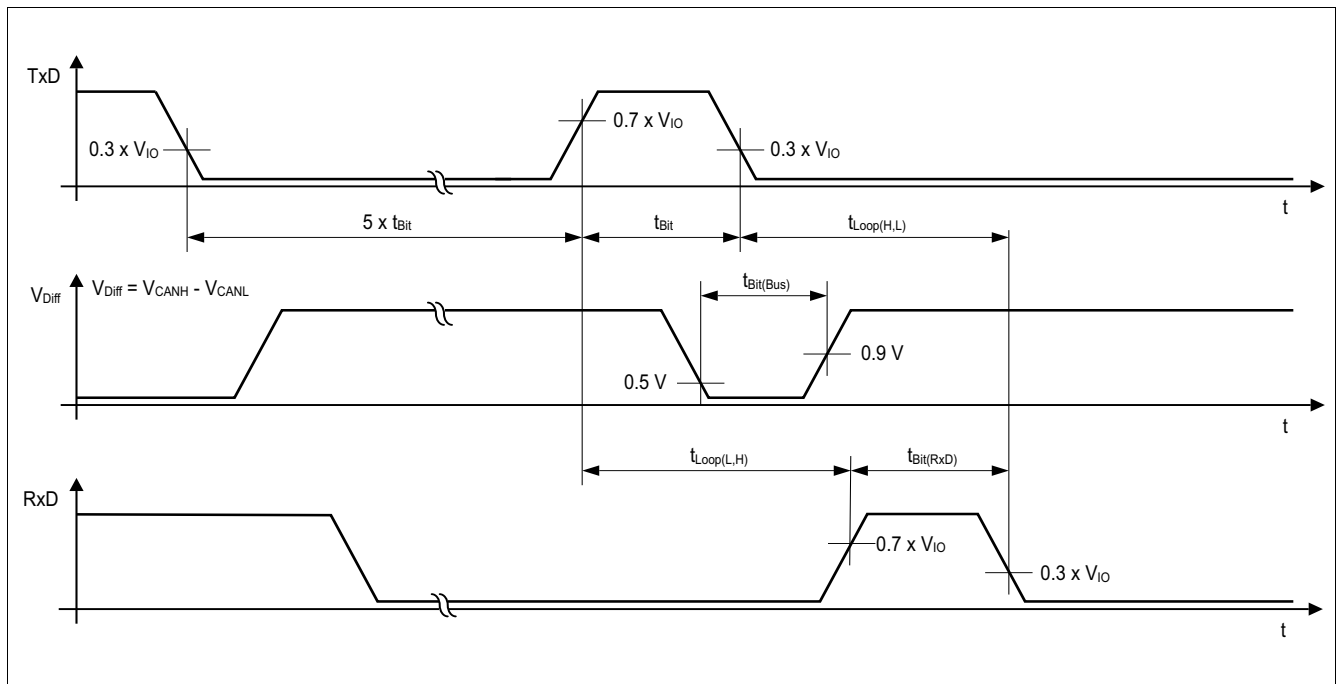 TxD
0.3 x VIO
0.7 x VIO
0.3 x VIO
t
5 x tBit
tBit
tLoop(H,L)
VDiff
VDiff = VCANH - VCANL
tBit(Bus)
0.9 V
0.5 V
t
tLoop(L,H)
tBit(RxD)
RxD
0.7 x VIO
0.3 x VIO
t